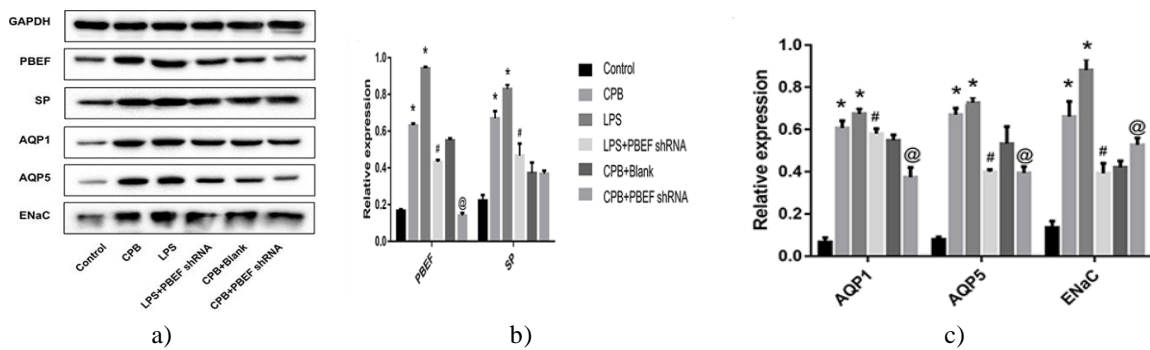 GAPDH
PBEF
SP
AQP1
AQP5
ENaC
Control
CPB
LPS
LPS+PBEF shRNA
CPB+Blank
CPB+PBEF shRNA
a)
Relative expression
1.0
0.8
0.6
0.4
0.2
0.0
* * # @
* * #
PBEF
SP
Control
CPB
LPS
LPS+PBEF shRNA
CPB+Blank
CPB+PBEF shRNA
b)
Relative expression
1.0
0.8
0.6
0.4
0.2
0.0
* * # @
* * # @
* * # @
AQP1
AQP5
ENaC
c)